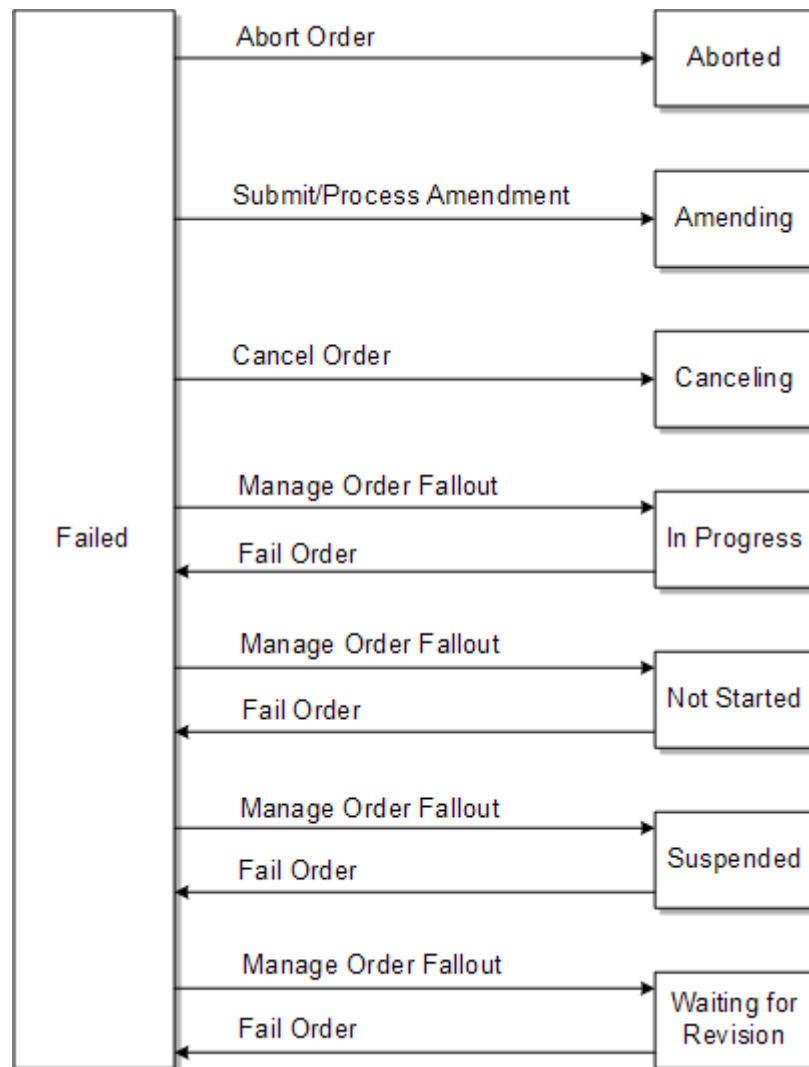 Abort Order
Aborted
Submit/Process Amendment
Amending
Cancel Order
Canceling
Manage Order Fallout
Failed
In Progress
Fail Order
Manage Order Fallout
Not Started
Fail Order
Manage Order Fallout
Suspended
Fail Order
Manage Order Fallout
Waiting for
Revision
Fail Order